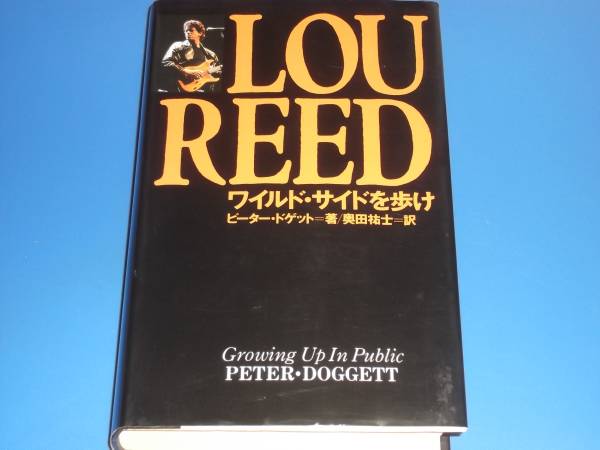 LOU
REED
ワイルド・サイドを歩け
ピーター・ドゲット=著/奥田祐士=訳
Growing Up In Public
PETER・DOGGETT